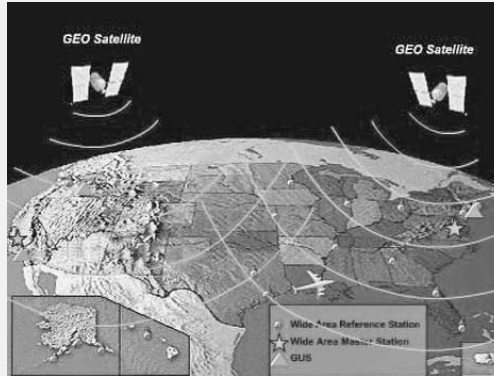 GEO Satellite
GEO Satellite
Wide Area Reference Station
Wide Area Master Station
GUS